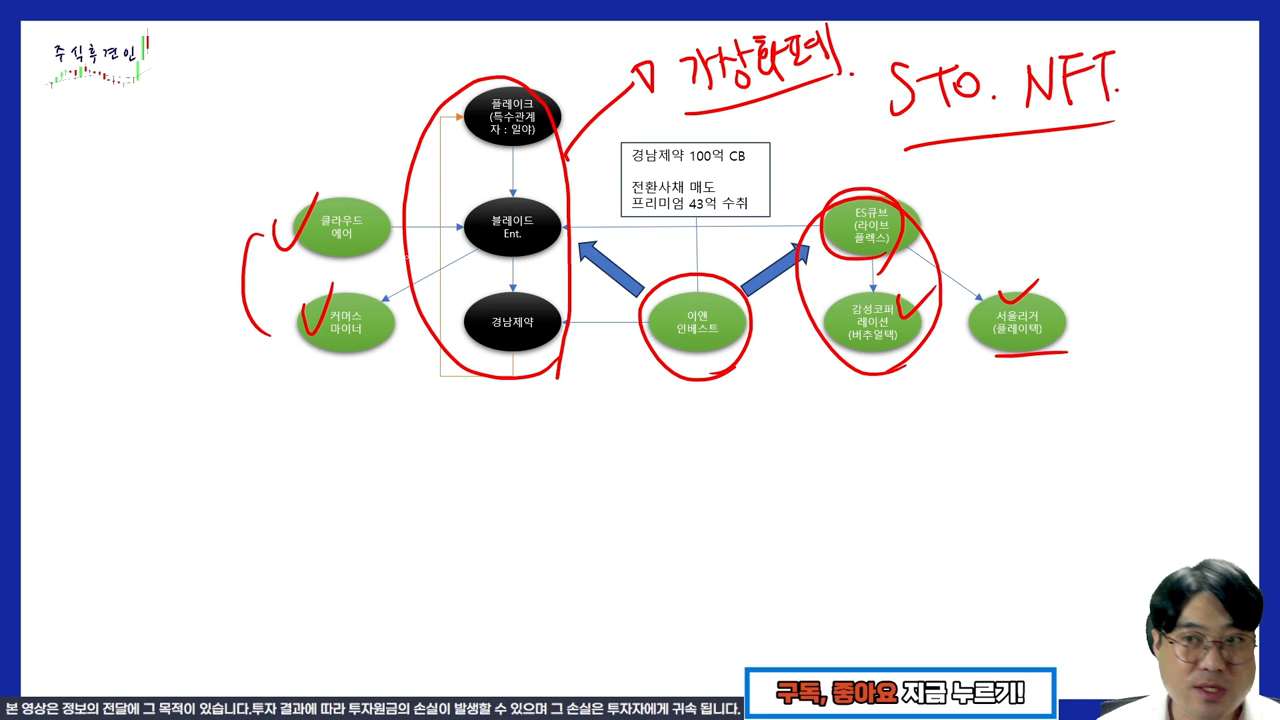 주식후견인
가상화폐.
STO. NFT.
플레이크
(특수관계
자 : 일야)
경남제약 100억 CB
전환사채 매도
프리미엄 43억 수취
클라우드
에어
블레이드
Ent.
ES큐브
(라이브
플렉스)
커머스
마이너
경남제약
이앤
인베스트
감성코퍼
레이션
(버추얼텍)
서울리거
(플레이텍)
구독, 좋아요 지금 누르기!
본 영상은 정보의 전달에 그 목적이 있습니다.투자 결과에 따라 투자원금의 손실이 발생할 수 있으며 그 손실은 투자자에게 귀속 됩니다.